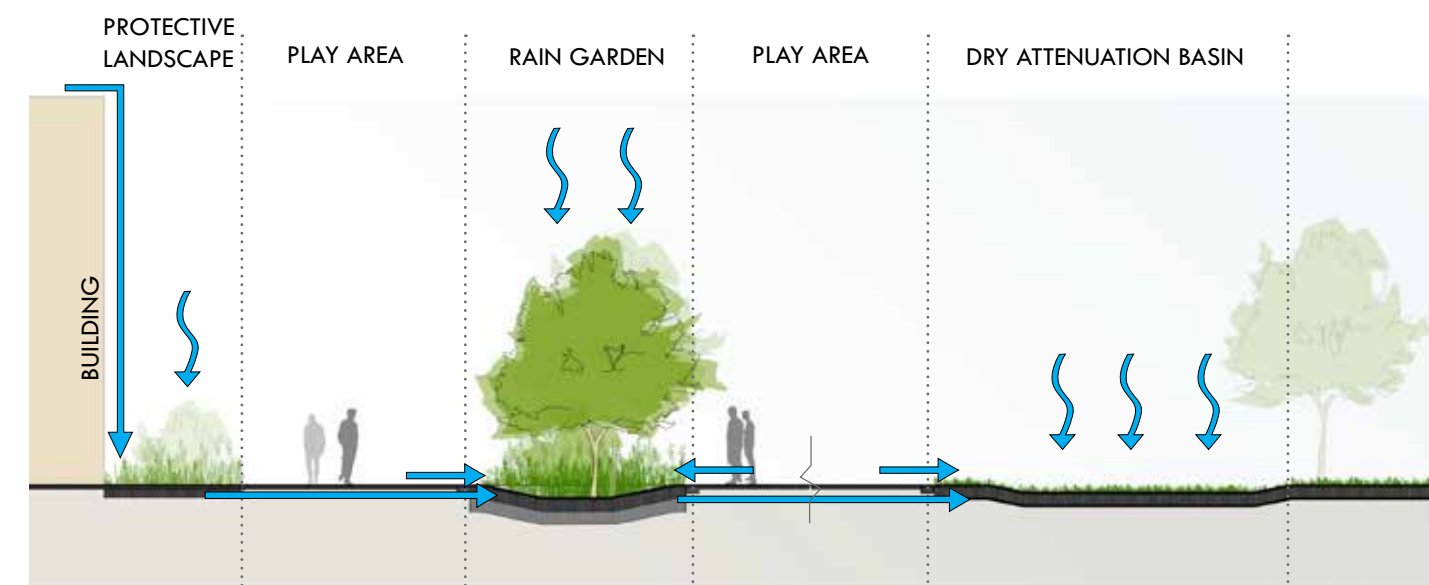 PROTECTIVE
LANDSCAPE
PLAY AREA
RAIN GARDEN
PLAY AREA
DRY ATTENUATION BASIN
BUILDING